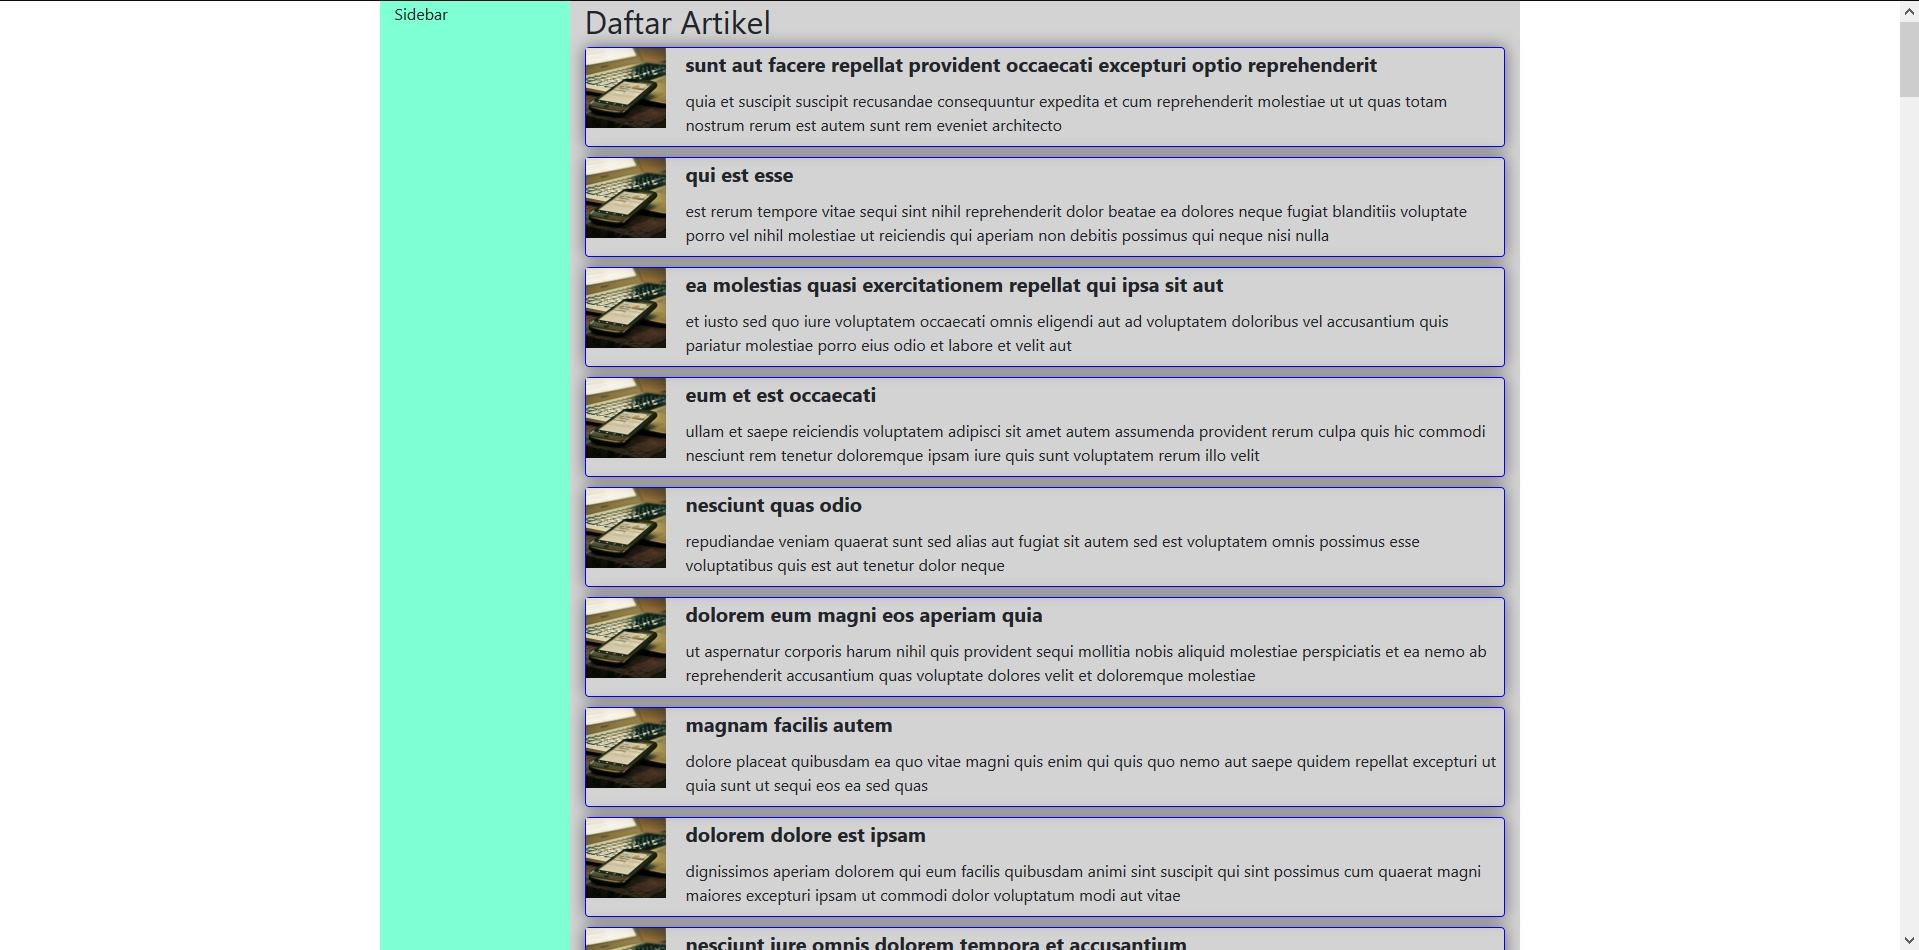 Sidebar
Daftar Artikel
sunt aut facere repellat provident occaecati excepturi optio reprehenderit
quia et suscipit suscipit recusandae consequuntur expedita et cum reprehenderit molestiae ut ut quas totam
nostrum rerum est autem sunt rem eveniet architecto
qui est esse
est rerum tempore vitae sequi sint nihil reprehenderit dolor beatae ea dolores neque fugiat blanditiis voluptate
porro vel nihil molestiae ut reiciendis qui aperiam non debitis possimus qui neque nisi nulla
ea molestias quasi exercitationem repellat qui ipsa sit aut
et iusto sed quo iure voluptatem occaecati omnis eligendi aut ad voluptatem doloribus vel accusantium quis
pariatur molestiae porro eius odio et labore et velit aut
eum et est occaecati
ullam et saepe reiciendis voluptatem adipisci sit amet autem assumenda provident rerum culpa quis hic commodi
nesciunt rem tenetur doloremque ipsam iure quis sunt voluptatem rerum illo velit
nesciunt quas odio
repudiandae veniam quaerat sunt sed alias aut fugiat sit autem sed est voluptatem omnis possimus esse
voluptatibus quis est aut tenetur dolor neque
dolorem eum magni eos aperiam quia
ut aspernatur corporis harum nihil quis provident sequi mollitia nobis aliquid molestiae perspiciatis et ea nemo ab
reprehenderit accusantium quas voluptate dolores velit et doloremque molestiae
magnam facilis autem
dolore placeat quibusdam ea quo vitae magni quis enim qui quis quo nemo aut saepe quidem repellat excepturi ut
quia sunt ut sequi eos ea sed quas
dolorem dolore est ipsam
dignissimos aperiam dolorem qui eum facilis quibusdam animi sint suscipit qui sint possimus cum quaerat magni
maiores excepturi ipsam ut commodi dolor voluptatum modi aut vitae
nesciunt iure omnis dolorem tempora et accusantium